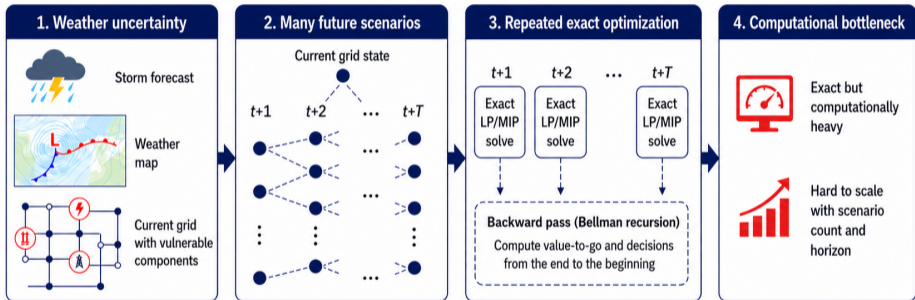 1. Weather uncertainty
Storm forecast
L
Weather
map
Current grid
with vulnerable
components
2. Many future scenarios
Current grid state
t+1 t+2 ... t+T
...
...
...
...
3. Repeated exact optimization
t+1 t+2 ... t+T
Exact
LP/MIP
solve
Exact
LP/MIP
solve
Exact
LP/MIP
solve
Backward pass (Bellman recursion)
Compute value-to-go and decisions
from the end to the beginning
4. Computational bottleneck
Exact but
computationally
heavy
Hard to scale
with scenario
count and
horizon